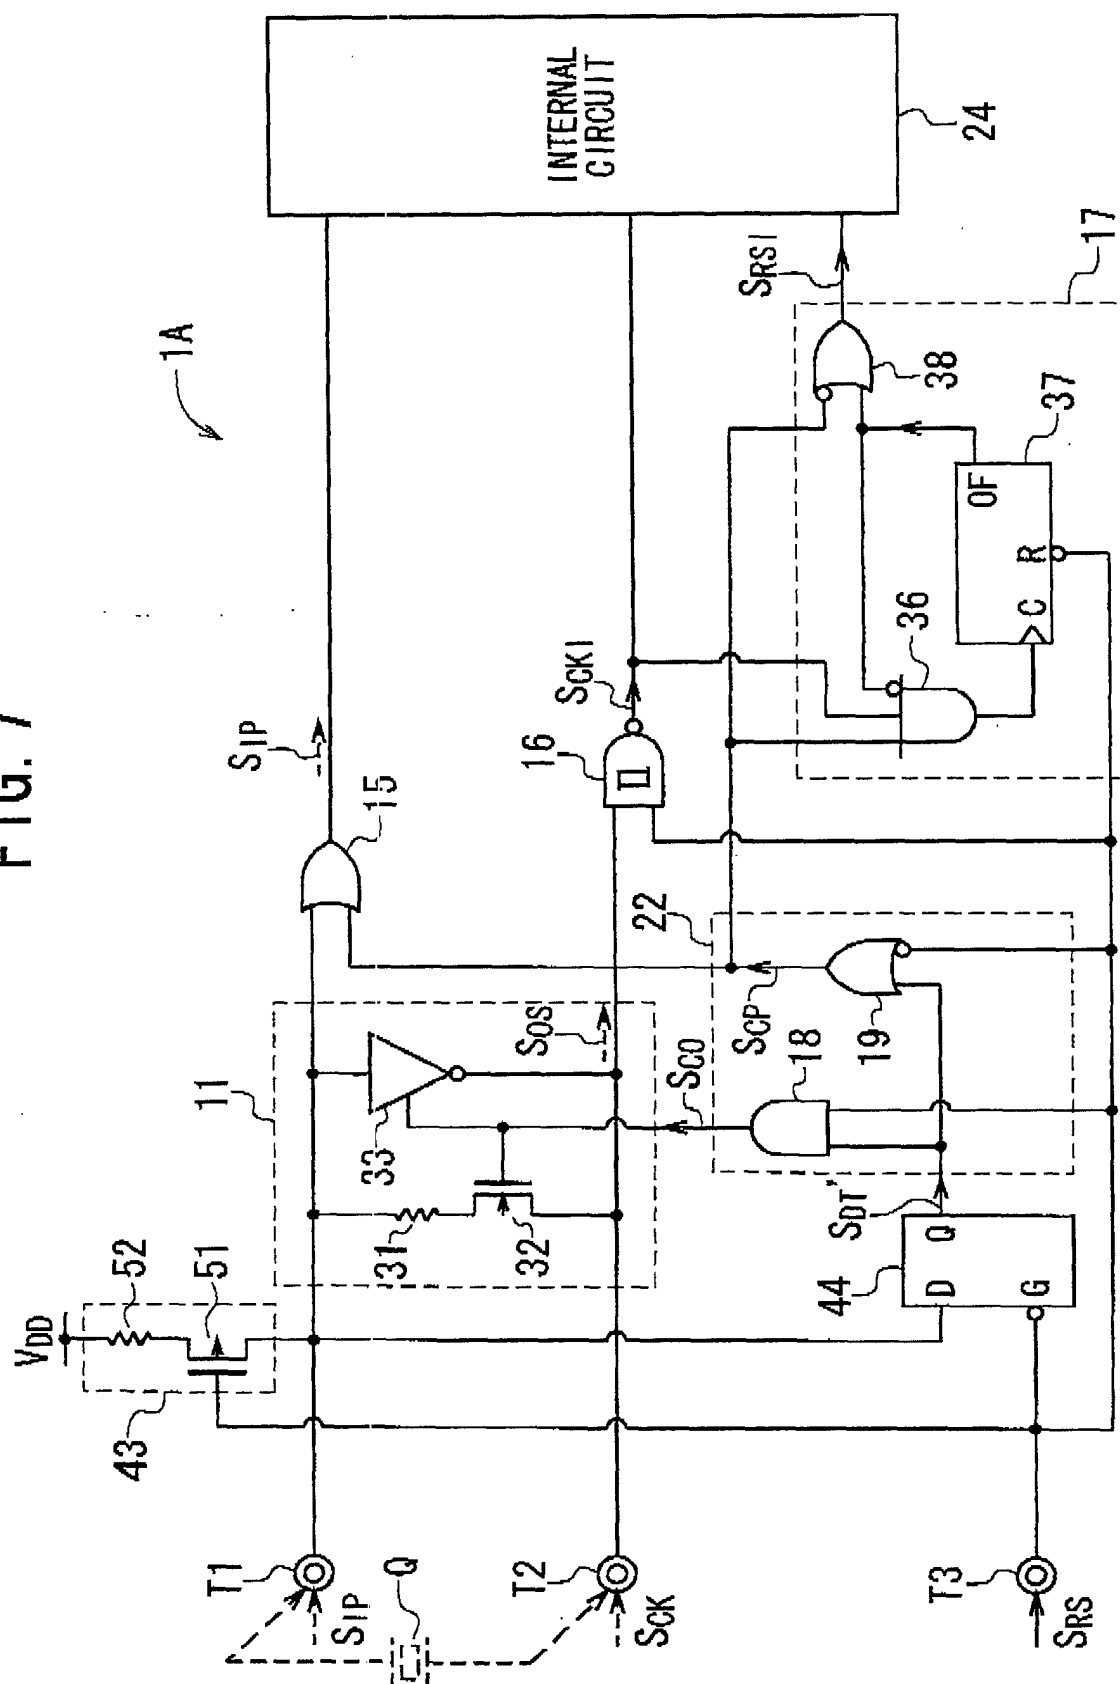 FIG. 7
1A
VDD
52
51
43
11
33
31
32
SOS
SCO
T1
SIP
Q
T2
SCK
T3
SRS
15
SIP
16
SCKI
INTERNAL
CIRCUIT
24
22
SCP
18
19
SDT'
44
D
Q
G
17
SRSI
38
37
OF
R
C
36